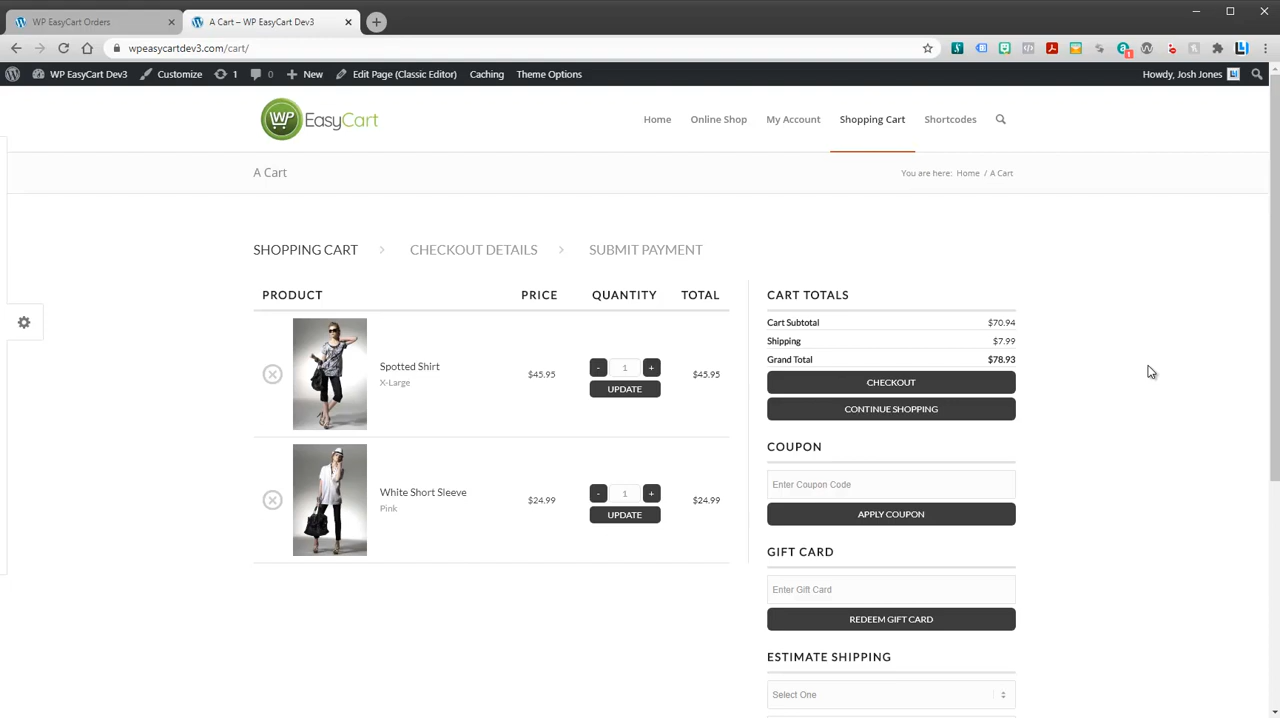 WP EasyCart Orders
A Cart – WP EasyCart Dev3
wpeasycartdev3.com/cart/
1
WP EasyCart Dev3
Customize
1
0
New
Edit Page (Classic Editor)
Caching
Theme Options
Howdy, Josh Jones
WP EasyCart
Home
Online Shop
My Account
Shopping Cart
Shortcodes
A Cart
You are here: Home / A Cart
SHOPPING CART
CHECKOUT DETAILS
SUBMIT PAYMENT
PRODUCT PRICE QUANTITY TOTAL
Spotted Shirt
X-Large
$45.95
- 1 +
UPDATE
$45.95
White Short Sleeve
Pink
$24.99
- 1 +
UPDATE
$24.99
CART TOTALS
Cart Subtotal $70.94
Shipping $7.99
Grand Total $78.93
CHECKOUT
CONTINUE SHOPPING
COUPON
Enter Coupon Code
APPLY COUPON
GIFT CARD
Enter Gift Card
REDEEM GIFT CARD
ESTIMATE SHIPPING
Select One